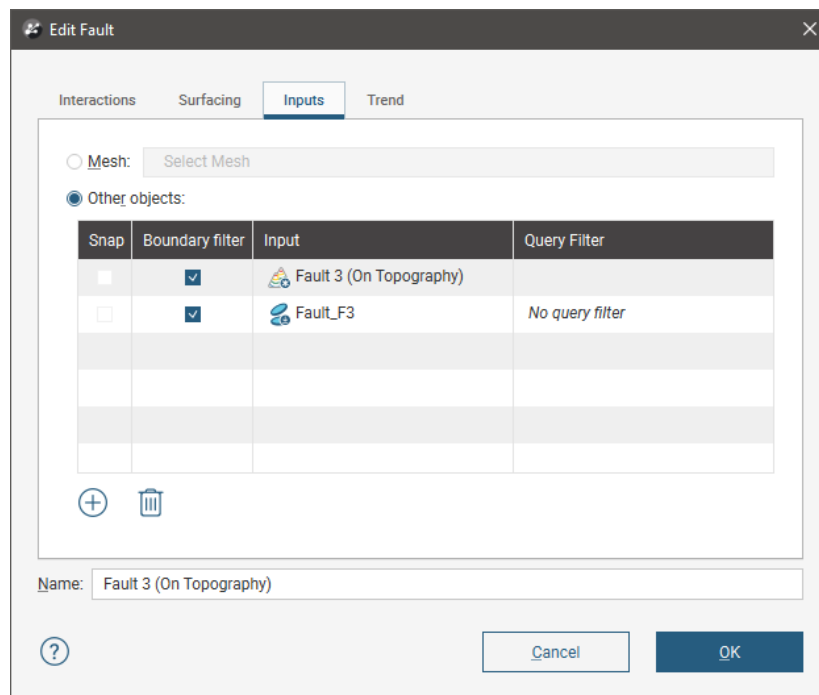 Edit Fault
Interactions Surfacing Inputs Trend
Mesh: Select Mesh
Other objects:
Snap Boundary filter Input Query Filter
Fault 3 (On Topography)
Fault_F3 No query filter
Name: Fault 3 (On Topography)
? Cancel OK